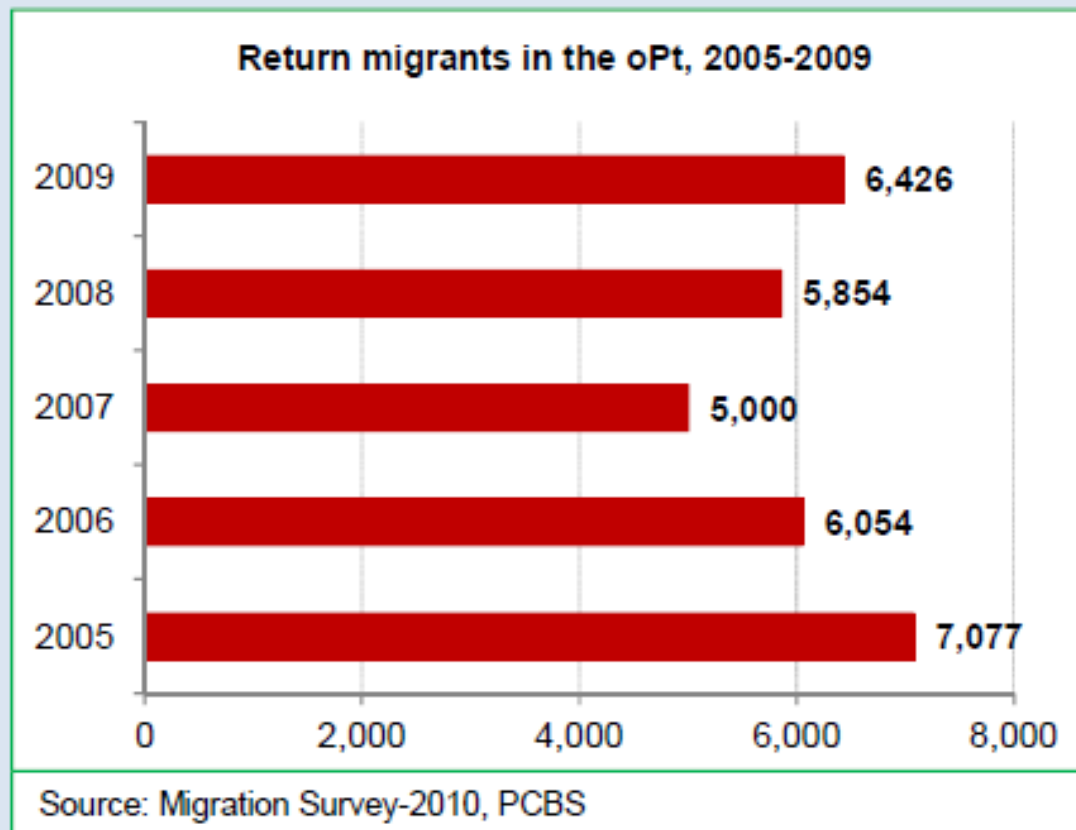 Return migrants in the oPt, 2005-2009
2009 6,426
2008 5,854
2007 5,000
2006 6,054
2005 7,077
0 2,000 4,000 6,000 8,000
Source: Migration Survey-2010, PCBS